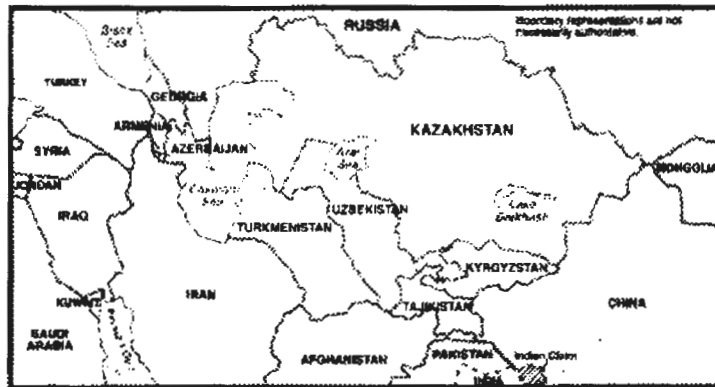 RUSSIA
Boundary representations are not
necessarily authoritative.
Black
Sea
TURKEY
GEORGIA
ARMENIA
AZERBAIJAN
KAZAKHSTAN
SYRIA
Aral
Sea
MONGOLIA
JORDAN
Caspian
Sea
Lake
Balkhash
IRAQ
UZBEKISTAN
TURKMENISTAN
KYRGYZSTAN
KUWAIT
IRAN
TAJIKISTAN
CHINA
SAUDI
ARABIA
Persian Gulf
AFGHANISTAN
PAKISTAN
Indian Claim
INDIA